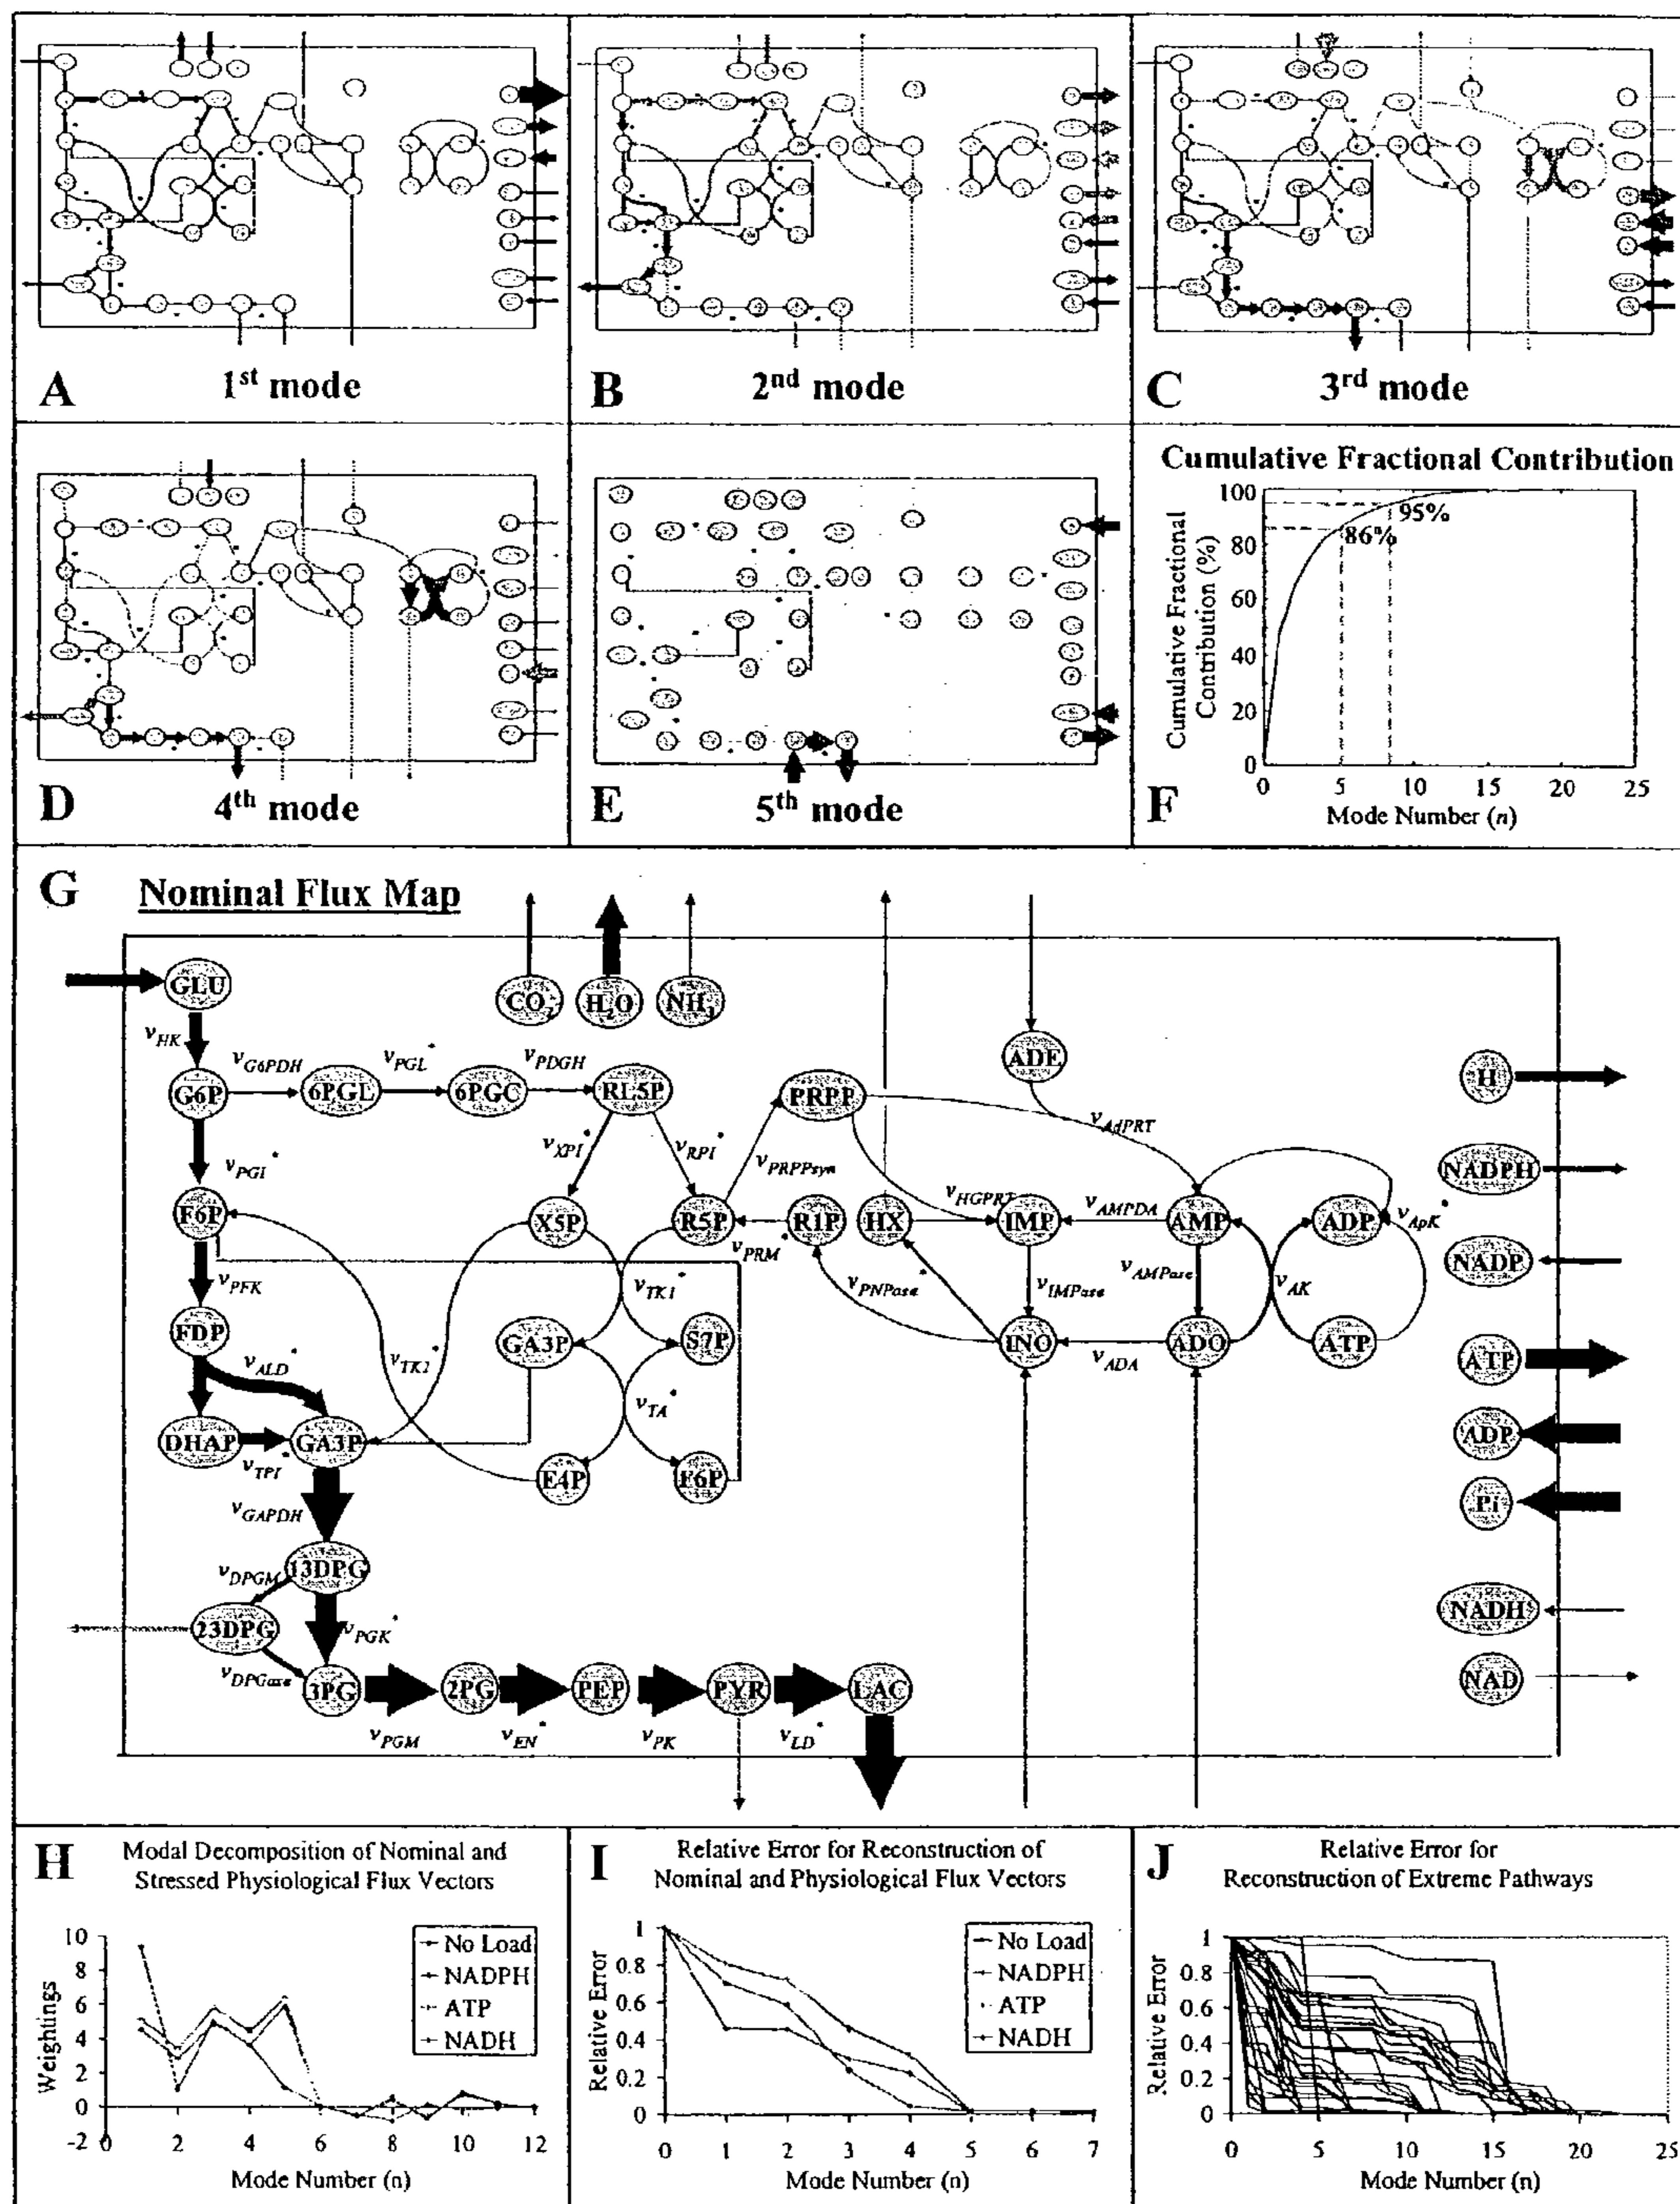 A
1st mode
B
2nd mode
C
3rd mode
D
4th mode
E
5th mode
F
Cumulative Fractional Contribution
Cumulative Fractional
Contribution (%)
100
80
60
40
20
0
95%
86%
0 5 10 15 20 25
Mode Number (n)
G
Nominal Flux Map
GLU
CO2
H2O
NH3
ADE
H
vHK
vG6PDH
vPGL*
vPDGH
G6P
6PGL
6PGC
RL5P
PRPP
vAdPRT
NADPH
vPGI*
vXPI*
vRPI*
vPRPPsyn
F6P
X5P
R5P
R1P
HX
vHGPRT
IMP
vAMPDA
AMP
ADP
vApK*
vPRM*
NADP
vPFK
vTK1*
vPNPase*
vIMPase
vAMPase
vAK
FDP
GA3P
S7P
INO
vADA
ADO
ATP
ATP
vALD*
vTK2*
vTA*
DHAP
vTPI*
GA3P
E4P
F6P
ADP
vGAPDH
Pi
13DPG
vDPGM
23DPG
vPGK*
vDPGase
NADH
3PG
2PG
PEP
PYR
LAC
NAD
vPGM
vEN*
vPK
vLD*
H
Modal Decomposition of Nominal and
Stressed Physiological Flux Vectors
Weightings
10
8
6
4
2
0
-2
No Load
NADPH
ATP
NADH
0 2 4 6 8 10 12
Mode Number (n)
I
Relative Error for Reconstruction of
Nominal and Physiological Flux Vectors
Relative Error
1
0.8
0.6
0.4
0.2
0
No Load
NADPH
ATP
NADH
0 1 2 3 4 5 6 7
Mode Number (n)
J
Relative Error for
Reconstruction of Extreme Pathways
Relative Error
1
0.8
0.6
0.4
0.2
0
0 5 10 15 20 25
Mode Number (n)